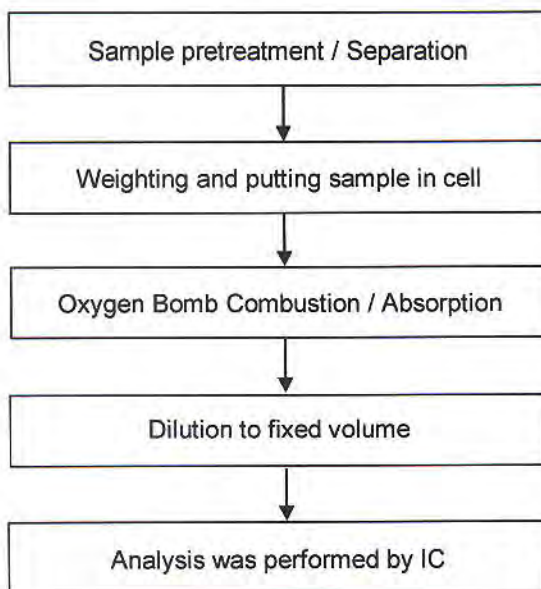 Sample pretreatment / Separation
Weighting and putting sample in cell
Oxygen Bomb Combustion / Absorption
Dilution to fixed volume
Analysis was performed by IC